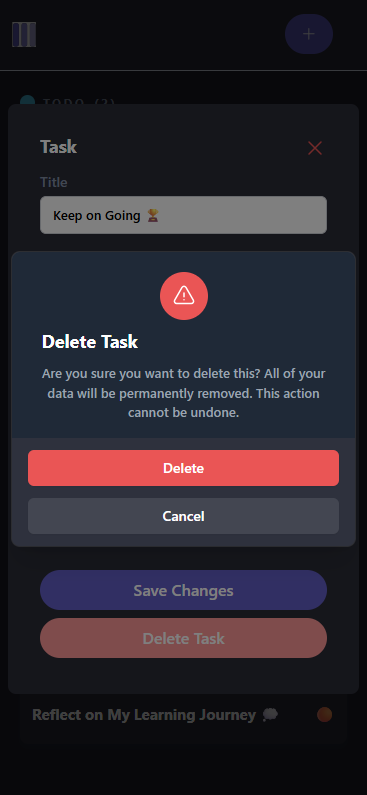 +
TODO (3)
Task
Title
Keep on Going 🏆
Delete Task
Are you sure you want to delete this? All of your
data will be permanently removed. This action
cannot be undone.
Delete
Cancel
Save Changes
Delete Task
Reflect on My Learning Journey 💭